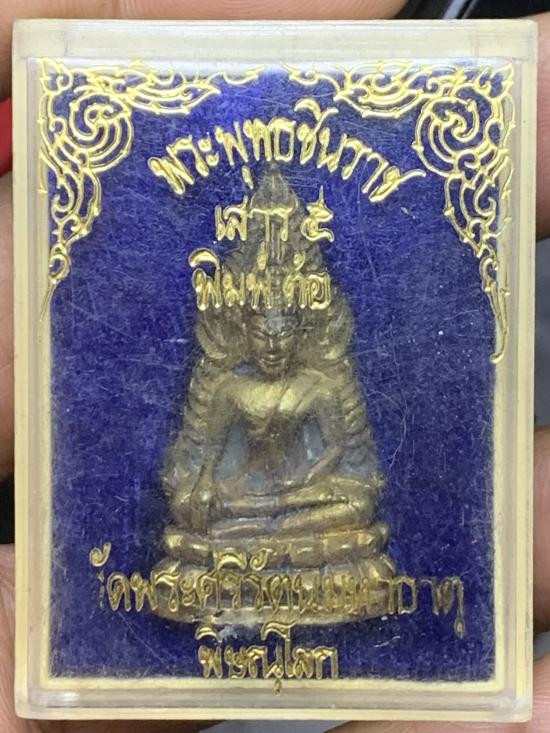 พระพุทธชินราช
เสาร์ ๕
พิมพ์ ต้อ
วัดพระศรีรัตนมหาธาตุ
พิษณุโลก